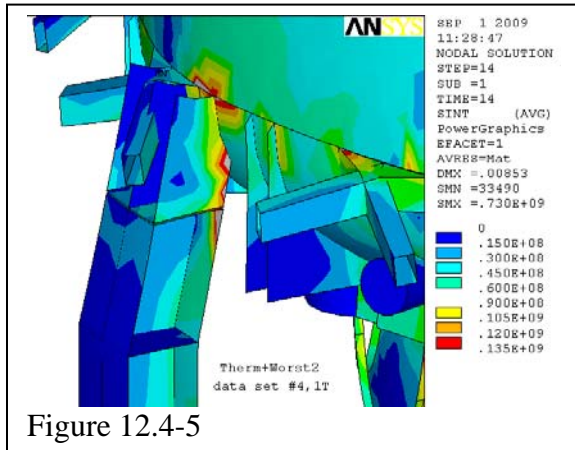 ANSYS
SEP 1 2009
11:28:47
NODAL SOLUTION
STEP=14
SUB =1
TIME=14
SINT (AVG)
PowerGraphics
EFACET=1
AVRES=Mat
DMX =.00853
SMN =33490
SMX =.730E+09
0
.150E+08
.300E+08
.450E+08
.600E+08
.900E+08
.105E+09
.120E+09
.135E+09
Therm+Worst2
data set #4,1T
Figure 12.4-5